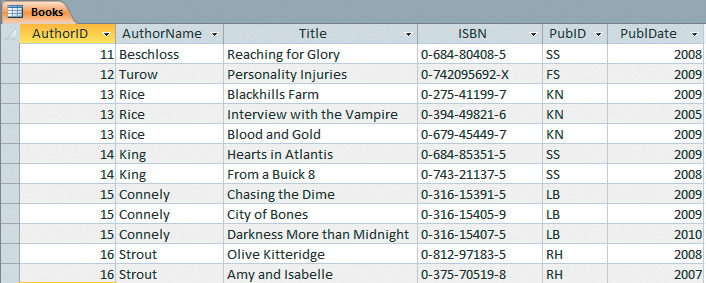 Books
AuthorID AuthorName Title ISBN PubID PublDate
11 Beschloss Reaching for Glory 0-684-80408-5 SS 2008
12 Turow Personality Injuries 0-742095692-X FS 2009
13 Rice Blackhills Farm 0-275-41199-7 KN 2009
13 Rice Interview with the Vampire 0-394-49821-6 KN 2005
13 Rice Blood and Gold 0-679-45449-7 KN 2009
14 King Hearts in Atlantis 0-684-85351-5 SS 2009
14 King From a Buick 8 0-743-21137-5 SS 2008
15 Connely Chasing the Dime 0-316-15391-5 LB 2009
15 Connely City of Bones 0-316-15405-9 LB 2009
15 Connely Darkness More than Midnight 0-316-15407-5 LB 2010
16 Strout Olive Kitteridge 0-812-97183-5 RH 2008
16 Strout Amy and Isabelle 0-375-70519-8 RH 2007